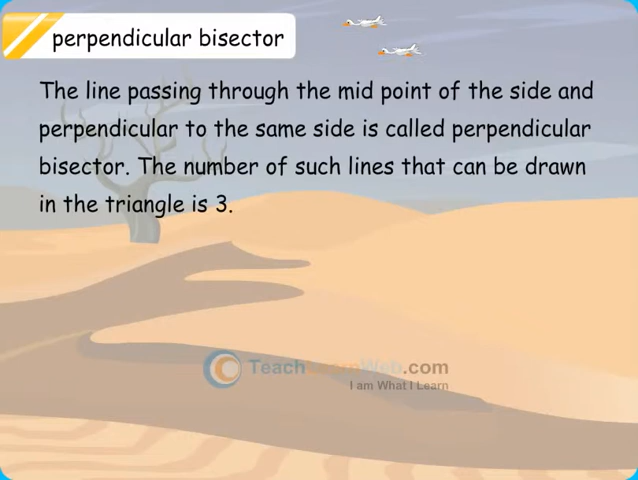 perpendicular bisector
The line passing through the mid point of the side and
perpendicular to the same side is called perpendicular
bisector. The number of such lines that can be drawn
in the triangle is 3.
TeachLearnWeb.com
I am What I Learn